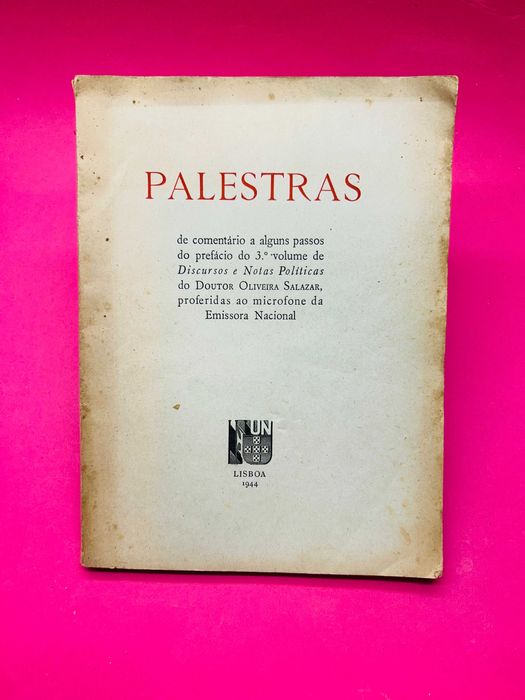 PALESTRAS
de comentário a alguns passos
do prefácio do 3.º volume de
Discursos e Notas Políticas
do DOUTOR OLIVEIRA SALAZAR,
proferidas ao microfone da
Emissora Nacional
UN
LISBOA
1944